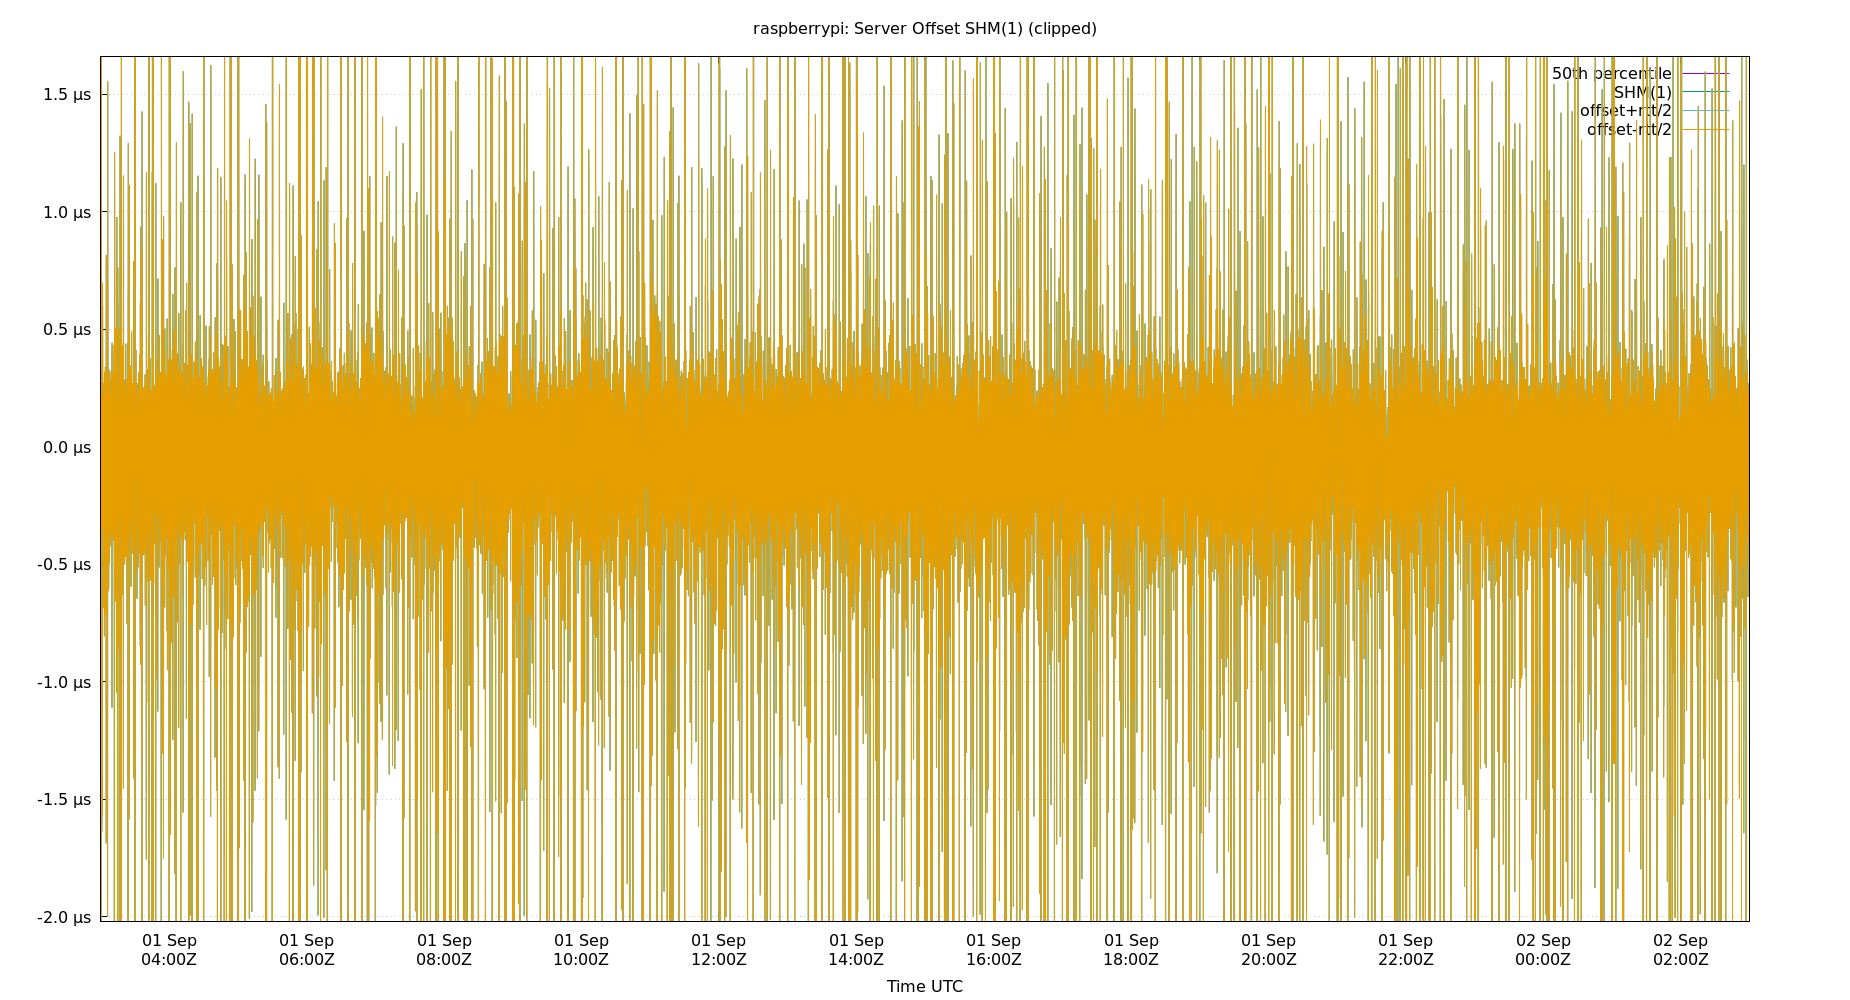 raspberrypi: Server Offset SHM(1) (clipped)
50th percentile
SHM(1)
offset+rtt/2
offset-rtt/2
1.5 µs
1.0 µs
0.5 µs
0.0 µs
-0.5 µs
-1.0 µs
-1.5 µs
-2.0 µs
01 Sep 01 Sep 01 Sep 01 Sep 01 Sep 01 Sep 01 Sep 01 Sep 01 Sep 01 Sep 02 Sep 02 Sep
04:00Z 06:00Z 08:00Z 10:00Z 12:00Z 14:00Z 16:00Z 18:00Z 20:00Z 22:00Z 00:00Z 02:00Z
Time UTC